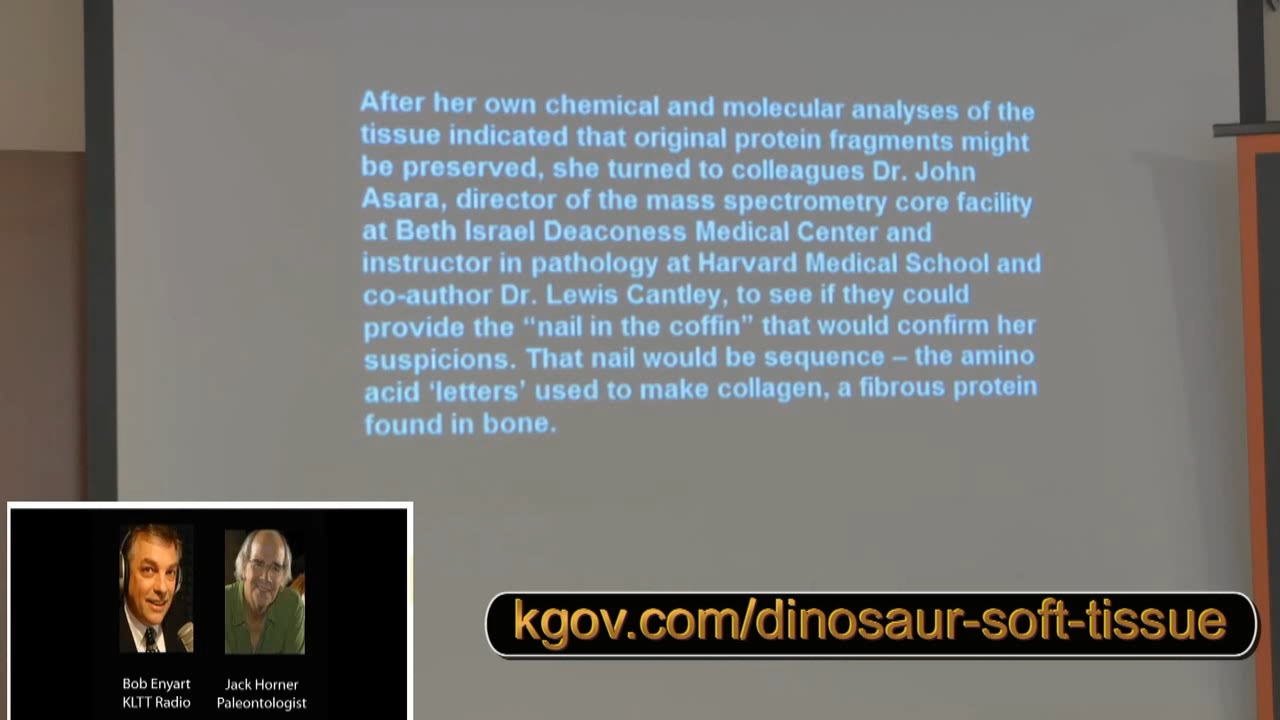 After her own chemical and molecular analyses of the
tissue indicated that original protein fragments might
be preserved, she turned to colleagues Dr. John
Asara, director of the mass spectrometry core facility
at Beth Israel Deaconess Medical Center and
instructor in pathology at Harvard Medical School and
co-author Dr. Lewis Cantley, to see if they could
provide the “nail in the coffin” that would confirm her
suspicions. That nail would be sequence – the amino
acid ‘letters’ used to make collagen, a fibrous protein
found in bone.
kgov.com/dinosaur-soft-tissue
Bob Enyart
KLTT Radio
Jack Horner
Paleontologist